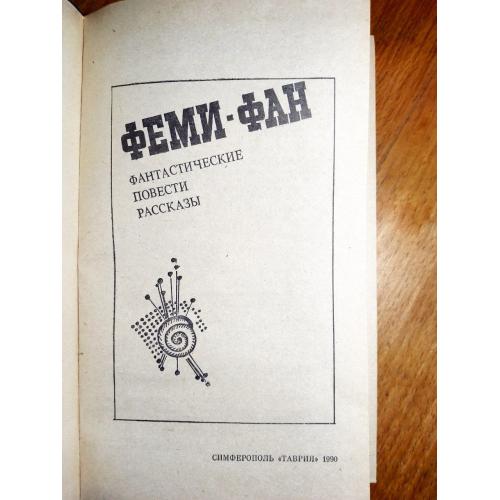 ФЕМИ-ФАН
ФАНТАСТИЧЕСКИЕ
ПОВЕСТИ
РАССКАЗЫ
СИМФЕРОПОЛЬ «ТАВРИЯ» 1990